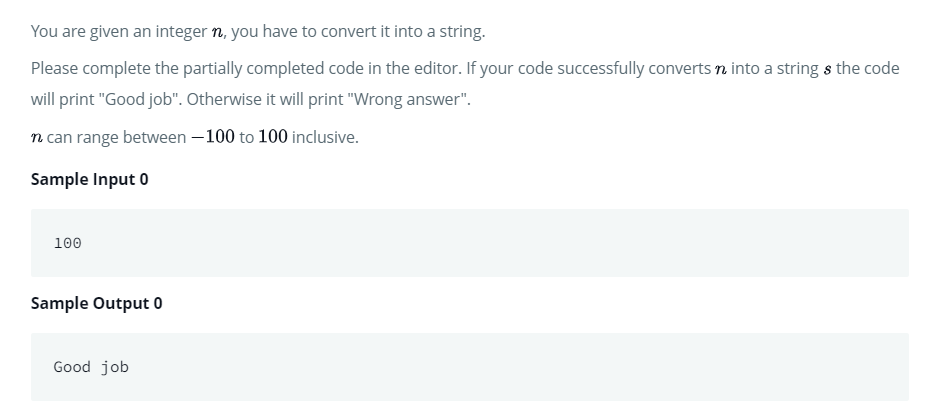 You are given an integer n, you have to convert it into a string.
Please complete the partially completed code in the editor. If your code successfully converts n into a string s the code
will print "Good job". Otherwise it will print "Wrong answer".
n can range between −100 to 100 inclusive.
Sample Input 0
100
Sample Output 0
Good job